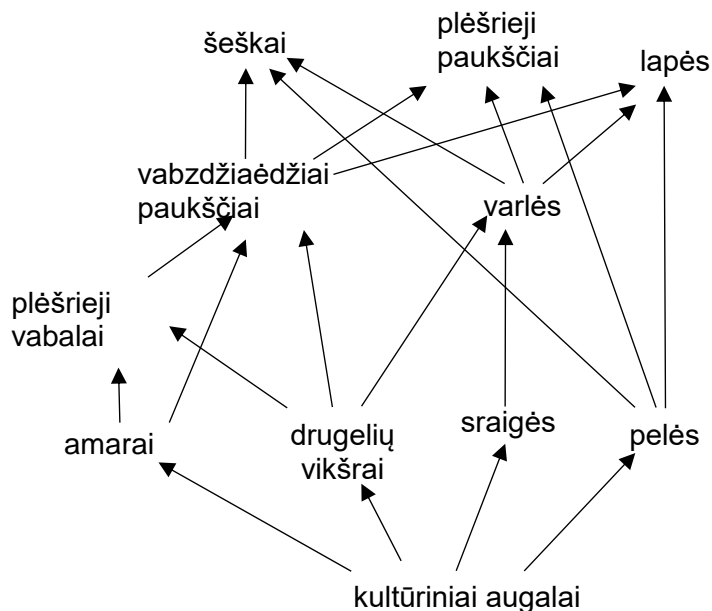 šeškai
plėšrieji
paukščiai
lapės
vabzdžiaėdžiai
paukščiai
varlės
plėšrieji
vabalai
amarai
drugelių
vikšrai
sraigės
pelės
kultūriniai augalai